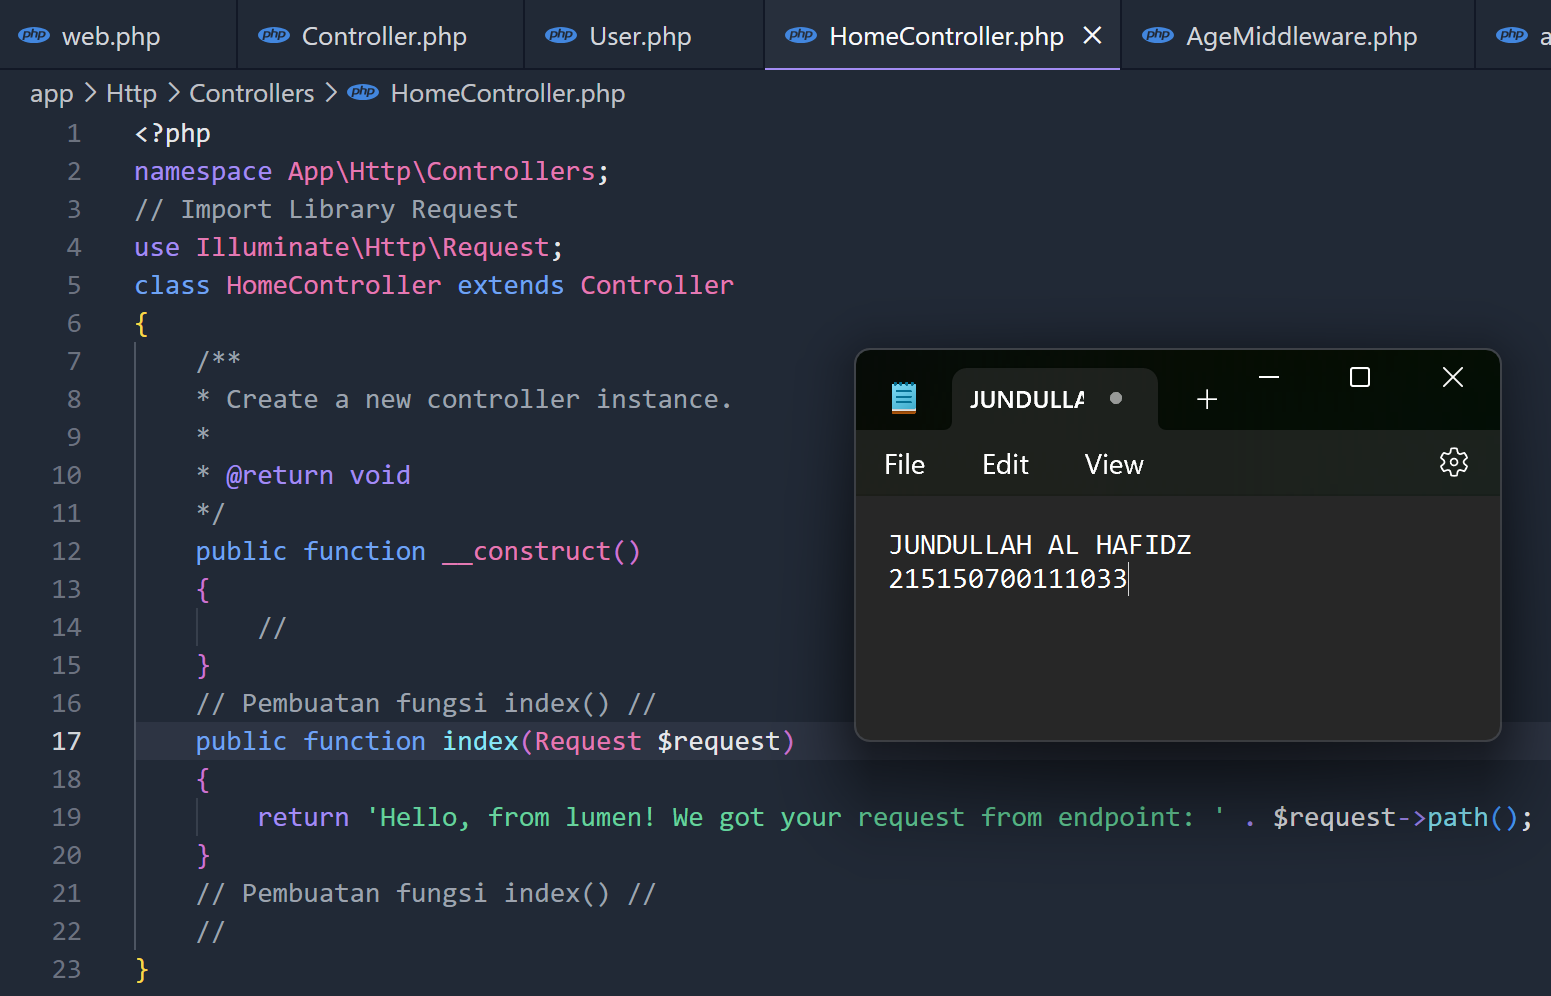 php web.php php Controller.php php User.php php HomeController.php php AgeMiddleware.php php a
app > Http > Controllers > php HomeController.php
1 <?php
2 namespace App\Http\Controllers;
3 // Import Library Request
4 use Illuminate\Http\Request;
5 class HomeController extends Controller
6 {
7 /**
8 * Create a new controller instance.
9 *
10 * @return void
11 */
12 public function __construct()
13 {
14 //
15 }
16 // Pembuatan fungsi index() //
17 public function index(Request $request)
18 {
19 return 'Hello, from lumen! We got your request from endpoint: ' . $request->path();
20 }
21 // Pembuatan fungsi index() //
22 //
23 }
JUNDULLA
File Edit View
JUNDULLAH AL HAFIDZ
215150700111033